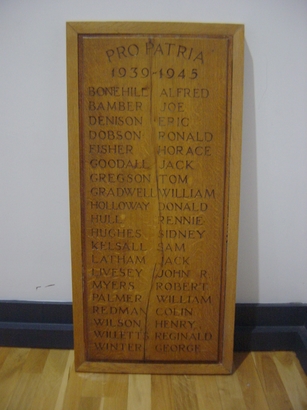 PRO PATRIA
1939-1945
BONEHILL ALFRED
BAMBER JOE
DENISON ERIC
DOBSON RONALD
FISHER HORACE
GOODALL JACK
GREGSON TOM
GRADWELL WILLIAM
HOLLOWAY DONALD
HULL RENNIE
HUGHES SIDNEY
KELSALL SAM
LATHAM JACK
LIVESEY JOHN R
MYERS ROBERT
PALMER WILLIAM
REDMAN COLIN
WILSON HENRY
WILLETTS REGINALD
WINTER GEORGE